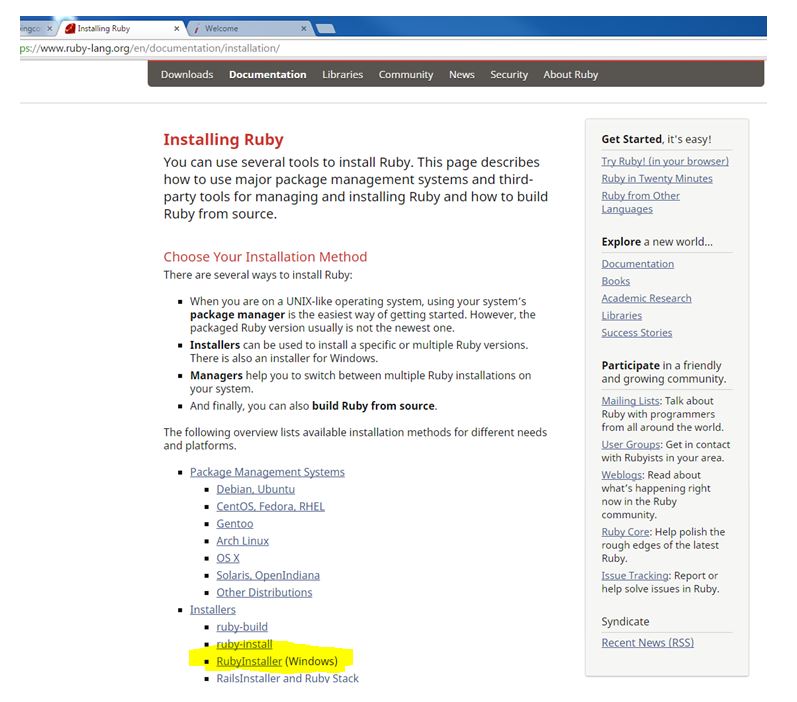 Installing Ruby
Welcome
ps://www.ruby-lang.org/en/documentation/installation/
Downloads Documentation Libraries Community News Security About Ruby
Installing Ruby
You can use several tools to install Ruby. This page describes
how to use major package management systems and third-
party tools for managing and installing Ruby and how to build
Ruby from source.
Choose Your Installation Method
There are several ways to install Ruby:
When you are on a UNIX-like operating system, using your system's
package manager is the easiest way of getting started. However, the
packaged Ruby version usually is not the newest one.
Installers can be used to install a specific or multiple Ruby versions.
There is also an installer for Windows.
Managers help you to switch between multiple Ruby installations on
your system.
And finally, you can also build Ruby from source.
The following overview lists available installation methods for different needs
and platforms.
Package Management Systems
Debian, Ubuntu
CentOS, Fedora, RHEL
Gentoo
Arch Linux
OS X
Solaris, OpenIndiana
Other Distributions
Installers
ruby-build
ruby-install
RubyInstaller (Windows)
RailsInstaller and Ruby Stack
Get Started, it's easy!
Try Ruby! (in your browser)
Ruby in Twenty Minutes
Ruby from Other
Languages
Explore a new world...
Documentation
Books
Academic Research
Libraries
Success Stories
Participate in a friendly
and growing community.
Mailing Lists: Talk about
Ruby with programmers
from all around the world.
User Groups: Get in contact
with Rubyists in your area.
Weblogs: Read about
what's happening right
now in the Ruby
community.
Ruby Core: Help polish the
rough edges of the latest
Ruby.
Issue Tracking: Report or
help solve issues in Ruby.
Syndicate
Recent News (RSS)